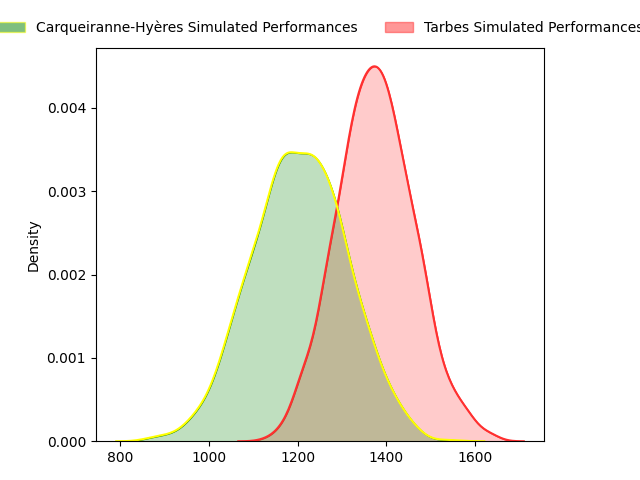 Carqueiranne-Hyères Simulated Performances Tarbes Simulated Performances
0.004
0.003
0.002
0.001
0.000
Density
800 1000 1200 1400 1600